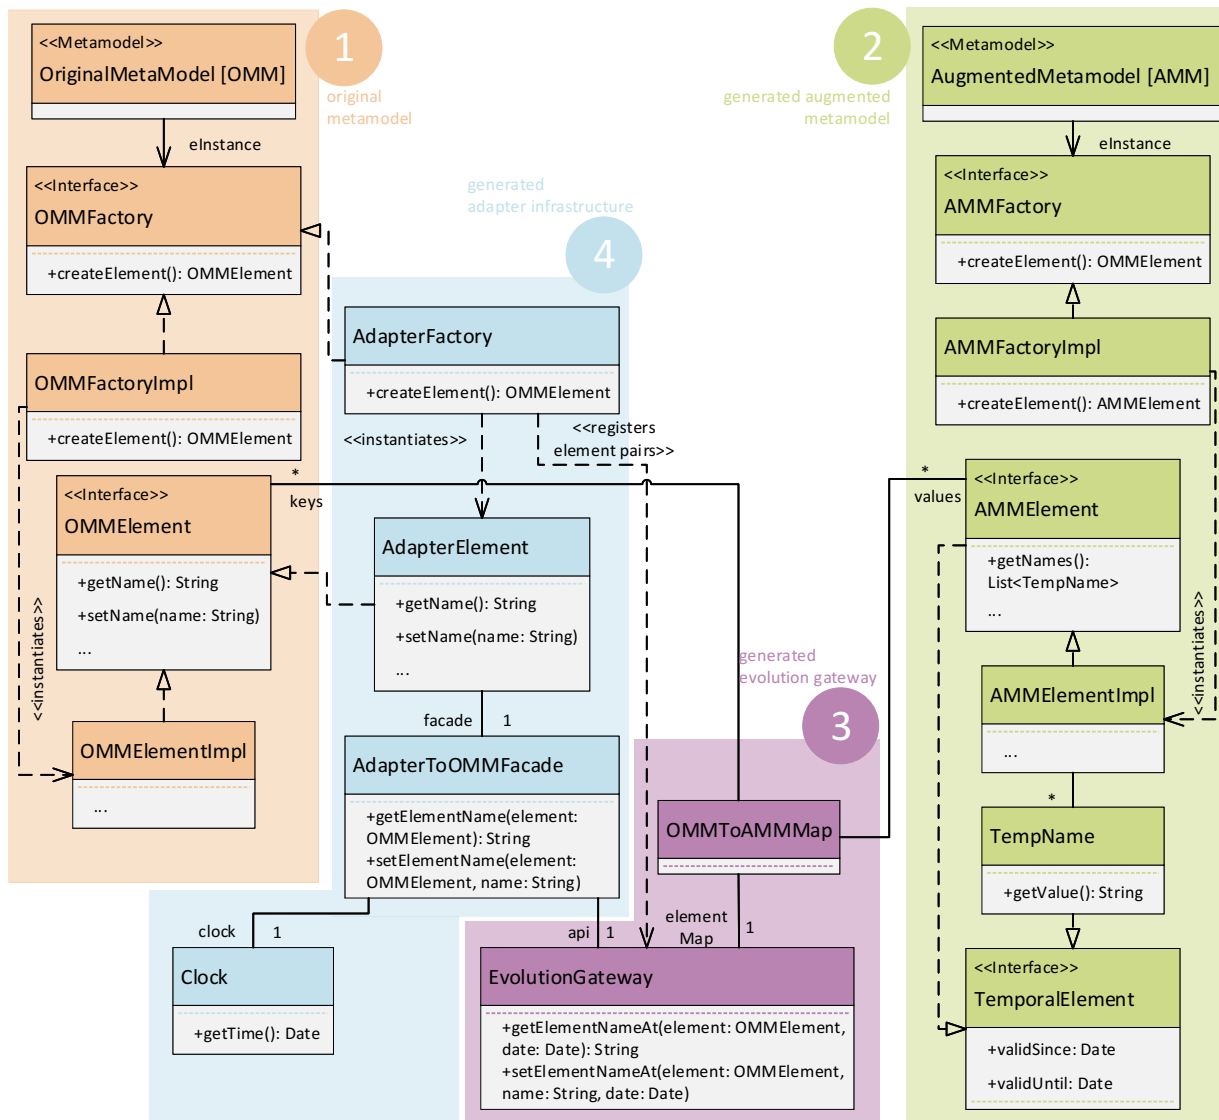 <<Metamodel>>
OriginalMetaModel [OMM]
1
original
metamodel
eInstance
<<Interface>>
OMMFactory
+createElement(): OMMElement
OMMFactoryImpl
+createElement(): OMMElement
<<Interface>>
OMMElement
+getName(): String
+setName(name: String)
...
<<instantiates>>
OMMElementImpl
...
*
keys
generated
adapter infrastructure
4
AdapterFactory
+createElement(): OMMElement
<<instantiates>>
<<registers
element pairs>>
AdapterElement
+getName(): String
+setName(name: String)
...
facade
1
AdapterToOMMFacade
+getElementName(element:
OMMElement): String
+setElementName(element:
OMMElement, name: String)
clock
1
Clock
+getTime(): Date
api
1
generated
evolution gateway
3
OMMToAMMMap
element
Map
1
EvolutionGateway
+getElementNameAt(element: OMMElement,
date: Date): String
+setElementNameAt(element: OMMElement,
name: String, date: Date)
2
generated augmented
metamodel
<<Metamodel>>
AugmentedMetamodel [AMM]
eInstance
<<Interface>>
AMMFactory
+createElement(): OMMElement
AMMFactoryImpl
+createElement(): AMMElement
*
values
<<Interface>>
AMMElement
+getNames():
List<TempName>
...
<<instantiates>>
AMMElementImpl
...
*
TempName
+getValue(): String
<<Interface>>
TemporalElement
+validSince: Date
+validUntil: Date